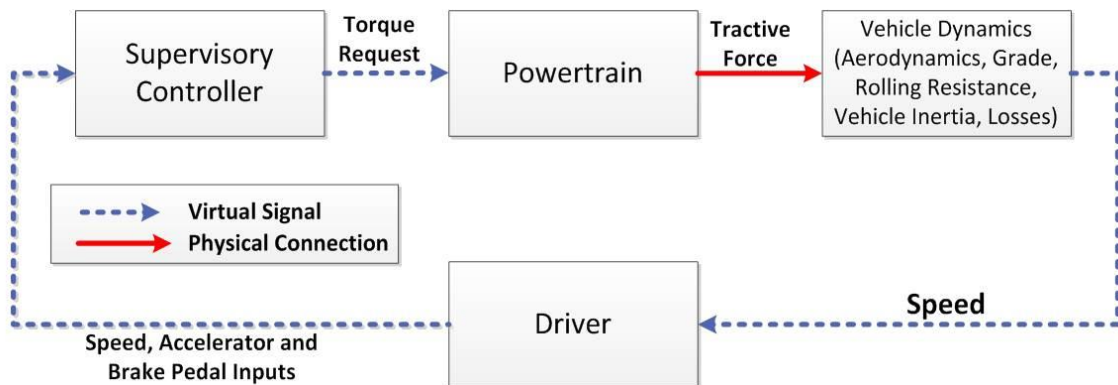 Supervisory
Controller
Torque
Request
Powertrain
Tractive
Force
Vehicle Dynamics
(Aerodynamics, Grade,
Rolling Resistance,
Vehicle Inertia, Losses)
Virtual Signal
Physical Connection
Driver
Speed
Speed, Accelerator and
Brake Pedal Inputs